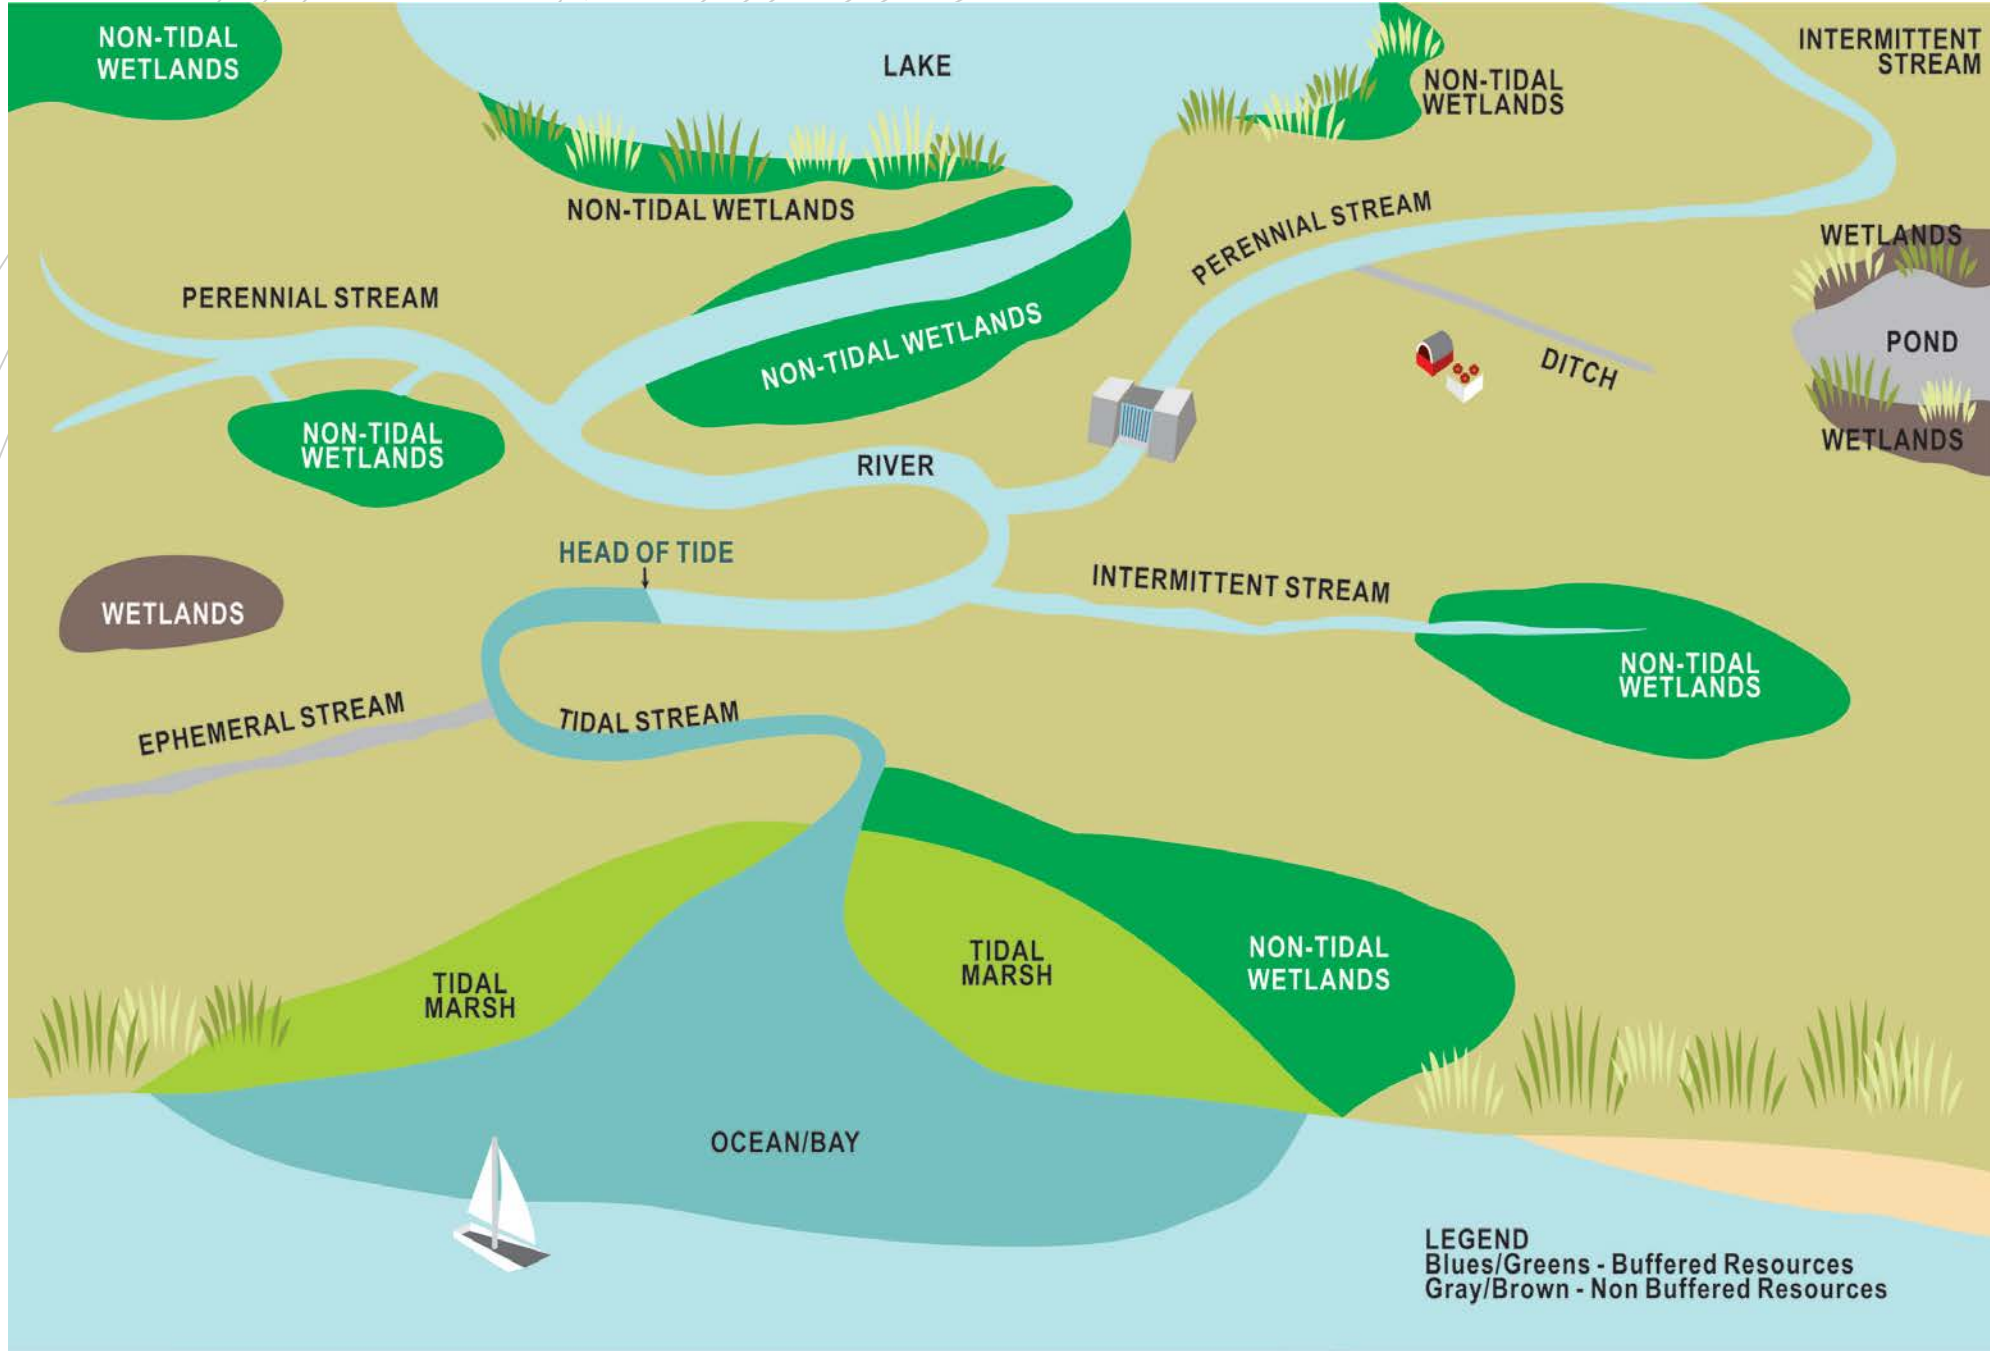 NON-TIDAL
WETLANDS
LAKE
INTERMITTENT
STREAM
NON-TIDAL
WETLANDS
NON-TIDAL WETLANDS
PERENNIAL STREAM
WETLANDS
PERENNIAL STREAM
NON-TIDAL WETLANDS
POND
DITCH
NON-TIDAL
WETLANDS
WETLANDS
RIVER
HEAD OF TIDE
INTERMITTENT STREAM
WETLANDS
NON-TIDAL
WETLANDS
EPHEMERAL STREAM
TIDAL STREAM
TIDAL
MARSH
TIDAL
MARSH
NON-TIDAL
WETLANDS
OCEAN/BAY
LEGEND
Blues/Greens - Buffered Resources
Gray/Brown - Non Buffered Resources